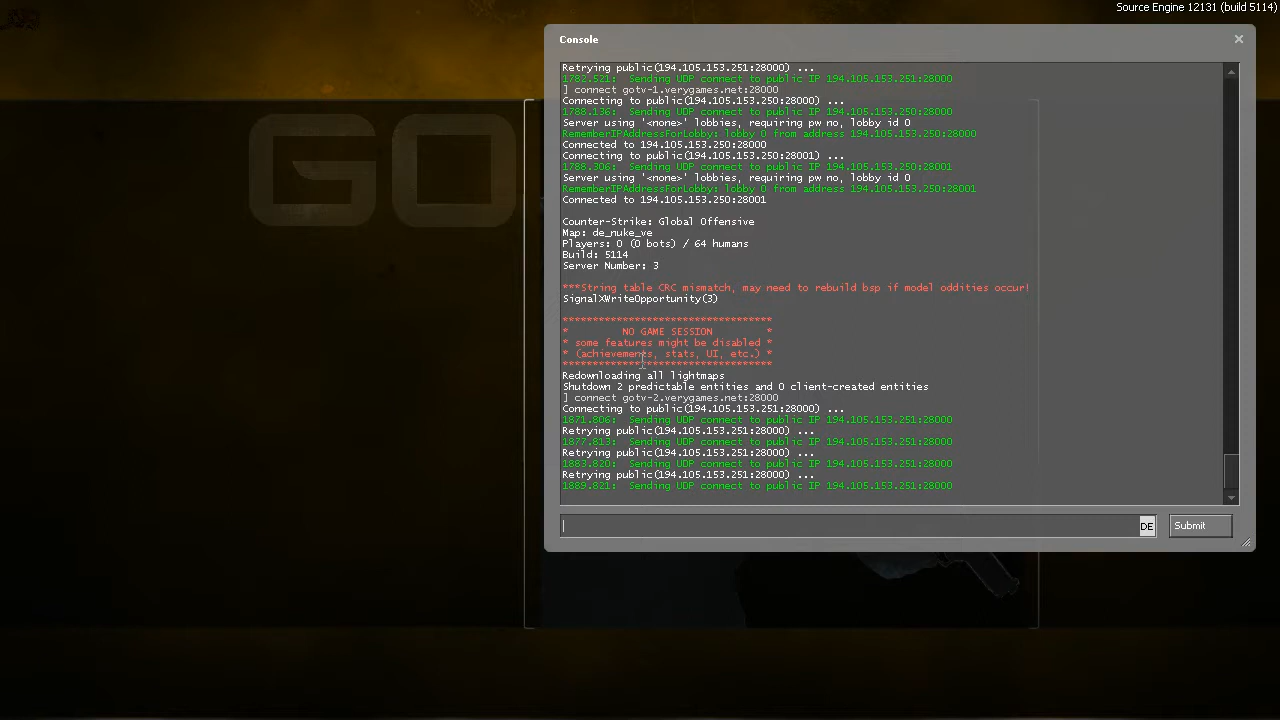 Source Engine 12131 (build 5114)
GO
Console
Retrying public(194.105.153.251:28000) ...
1782.521:  Sending UDP connect to public IP 194.105.153.251:28000
] connect gotv-1.verygames.net:28000
Connecting to public(194.105.153.250:28000) ...
1788.136:  Sending UDP connect to public IP 194.105.153.250:28000
Server using '<none>' lobbies, requiring pw no, lobby id 0
RememberIPAddressForLobby: lobby 0 from address 194.105.153.250:28000
Connected to 194.105.153.250:28000
Connecting to public(194.105.153.250:28001) ...
1788.306:  Sending UDP connect to public IP 194.105.153.250:28001
Server using '<none>' lobbies, requiring pw no, lobby id 0
RememberIPAddressForLobby: lobby 0 from address 194.105.153.250:28001
Connected to 194.105.153.250:28001
Counter-Strike: Global Offensive
Map: de_nuke_ve
Players: 0 (0 bots) / 64 humans
Build: 5114
Server Number: 3
***String table CRC mismatch, may need to rebuild bsp if model oddities occur!
SignalXWriteOpportunity(3)
***********************************
*         NO GAME SESSION         *
* some features might be disabled *
* (achievements, stats, UI, etc.) *
***********************************
Redownloading all lightmaps
Shutdown 2 predictable entities and 0 client-created entities
] connect gotv-2.verygames.net:28000
Connecting to public(194.105.153.251:28000) ...
1871.806:  Sending UDP connect to public IP 194.105.153.251:28000
Retrying public(194.105.153.251:28000) ...
1877.813:  Sending UDP connect to public IP 194.105.153.251:28000
Retrying public(194.105.153.251:28000) ...
1883.820:  Sending UDP connect to public IP 194.105.153.251:28000
Retrying public(194.105.153.251:28000) ...
1889.821:  Sending UDP connect to public IP 194.105.153.251:28000
DE
Submit